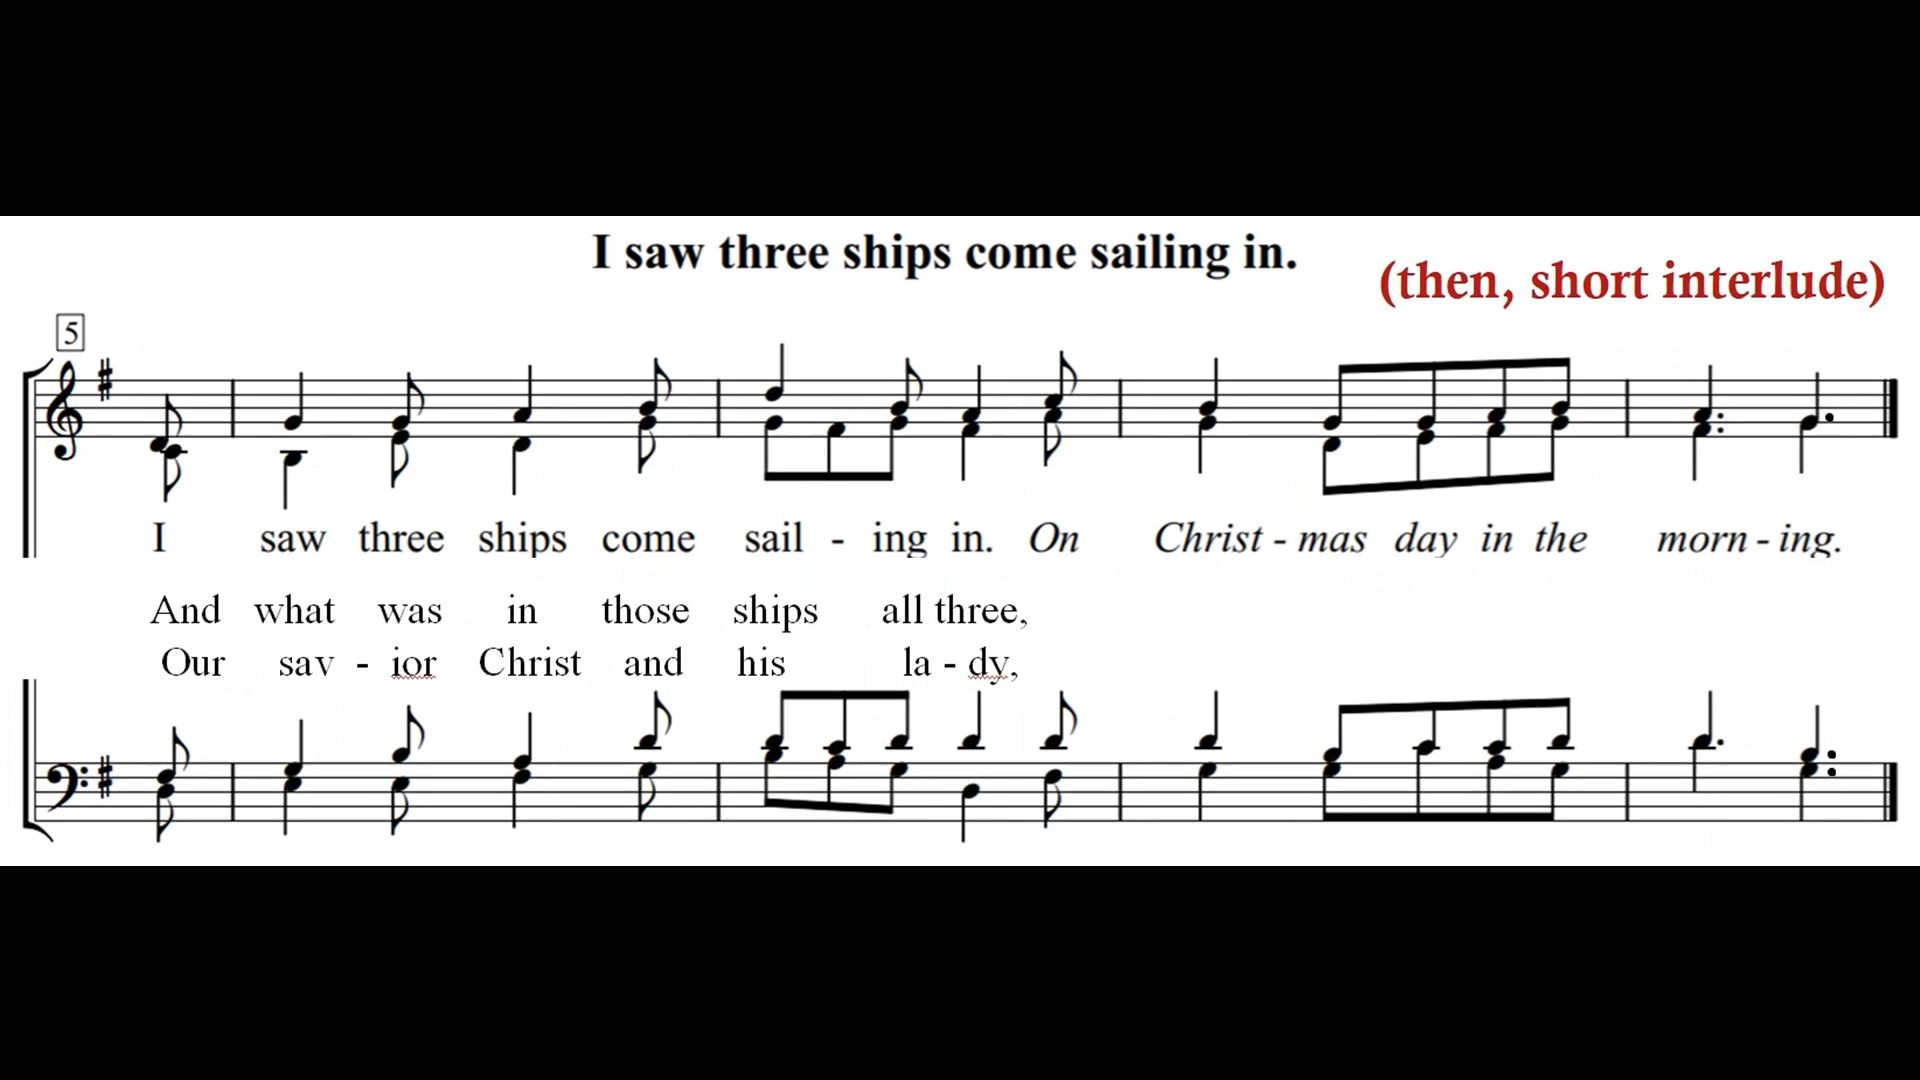 I saw three ships come sailing in.
(then, short interlude)
5
I saw three ships come sail - ing in. On Christ - mas day in the morn - ing.
And what was in those ships all three,
Our sav - ior Christ and his la - dy,